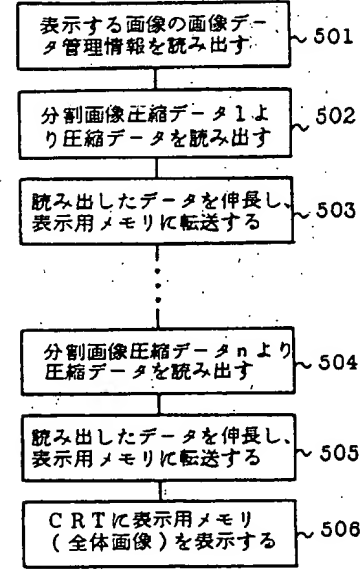 表示する画像の画像デー
タ管理情報を読み出す
501
分割画像圧縮データ1よ
り圧縮データを読み出す
502
読み出したデータを伸長し、
表示用メモリに転送する
503
分割画像圧縮データnより
圧縮データを読み出す
504
読み出したデータを伸長し、
表示用メモリに転送する
505
CRTに表示用メモリ
(全体画像)を表示する
506